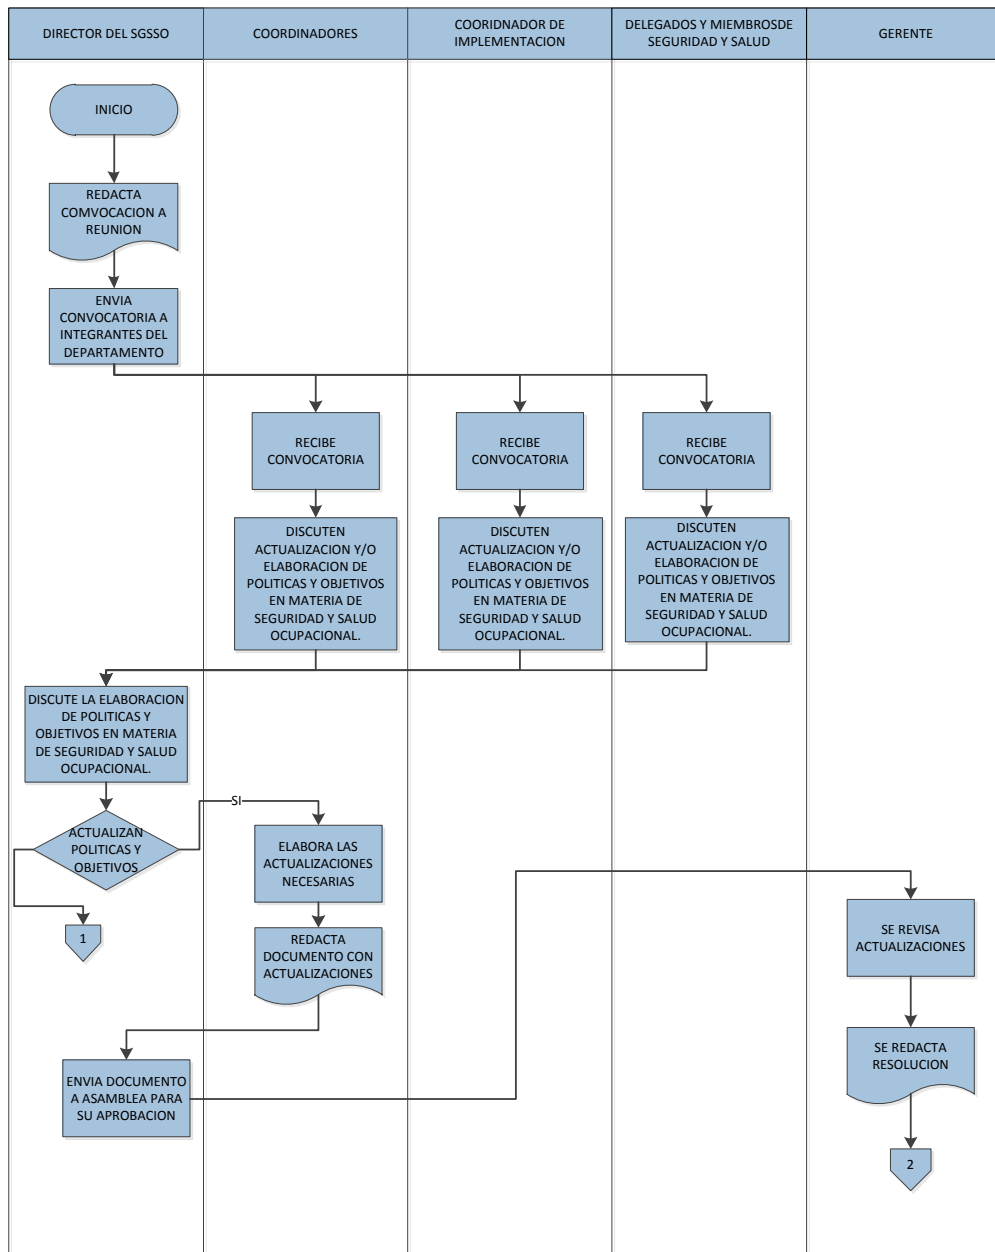 DIRECTOR DEL SGSSO
COORDINADORES
COORIDNADOR DE
IMPLEMENTACION
DELEGADOS Y MIEMBROSDE
SEGURIDAD Y SALUD
GERENTE
INICIO
REDACTA
COMVOCACION A
REUNION
ENVIA
CONVOCATORIA A
INTEGRANTES DEL
DEPARTAMENTO
RECIBE
CONVOCATORIA
RECIBE
CONVOCATORIA
RECIBE
CONVOCATORIA
DISCUTEN
ACTUALIZACION Y/O
ELABORACION DE
POLITICAS Y OBJETIVOS
EN MATERIA DE
SEGURIDAD Y SALUD
OCUPACIONAL.
DISCUTEN
ACTUALIZACION Y/O
ELABORACION DE
POLITICAS Y OBJETIVOS
EN MATERIA DE
SEGURIDAD Y SALUD
OCUPACIONAL.
DISCUTEN
ACTUALIZACION Y/O
ELABORACION DE
POLITICAS Y OBJETIVOS
EN MATERIA DE
SEGURIDAD Y SALUD
OCUPACIONAL.
DISCUTE LA ELABORACION
DE POLITICAS Y
OBJETIVOS EN MATERIA
DE SEGURIDAD Y SALUD
OCUPACIONAL.
SI
ACTUALIZAN
POLITICAS Y
OBJETIVOS
1
ELABORA LAS
ACTUALIZACIONES
NECESARIAS
REDACTA
DOCUMENTO CON
ACTUALIZACIONES
ENVIA DOCUMENTO
A ASAMBLEA PARA
SU APROBACION
SE REVISA
ACTUALIZACIONES
SE REDACTA
RESOLUCION
2